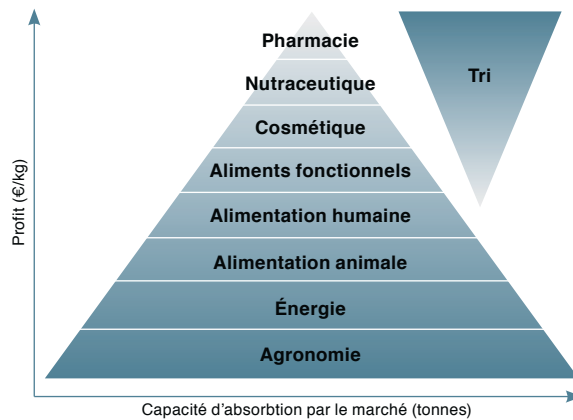 Pharmacie
Nutraceutique
Cosmétique
Aliments fonctionnels
Alimentation humaine
Alimentation animale
Énergie
Agronomie
Tri
Profit (€/kg)
Capacité d'absorbtion par le marché (tonnes)